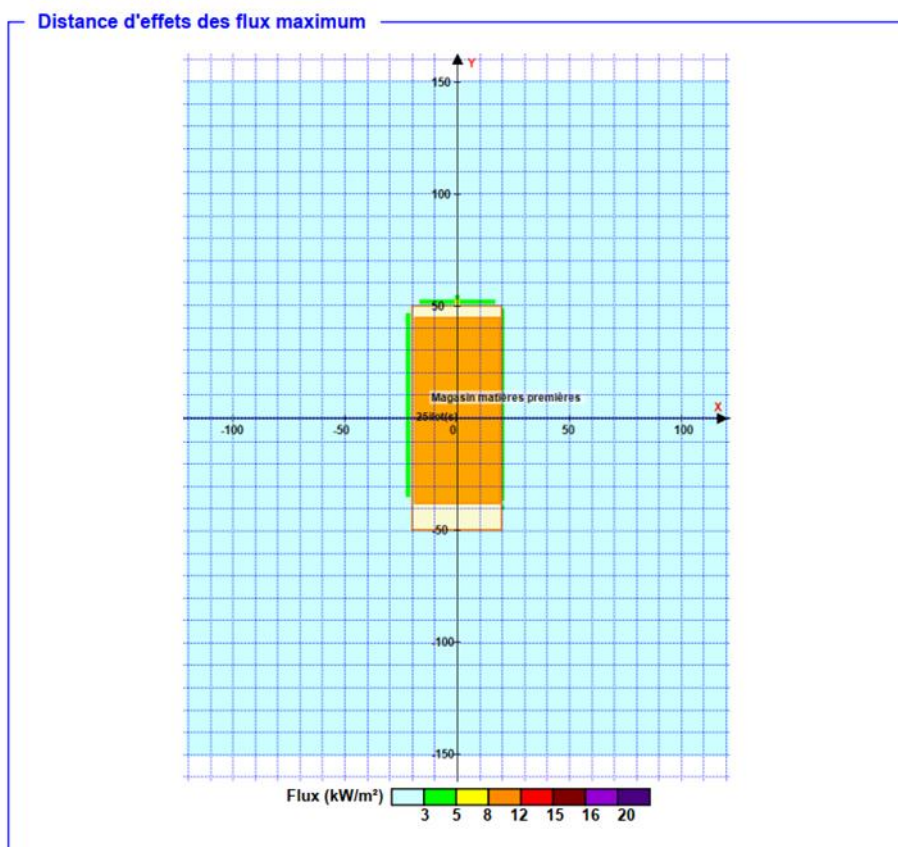 Distance d'effets des flux maximum
Y
150
100
50
Magasin matières premières
X
25ilot(s)
-100
-50
0
50
100
-50
-100
-150
Flux (kW/m²)
3 5 8 12 15 16 20